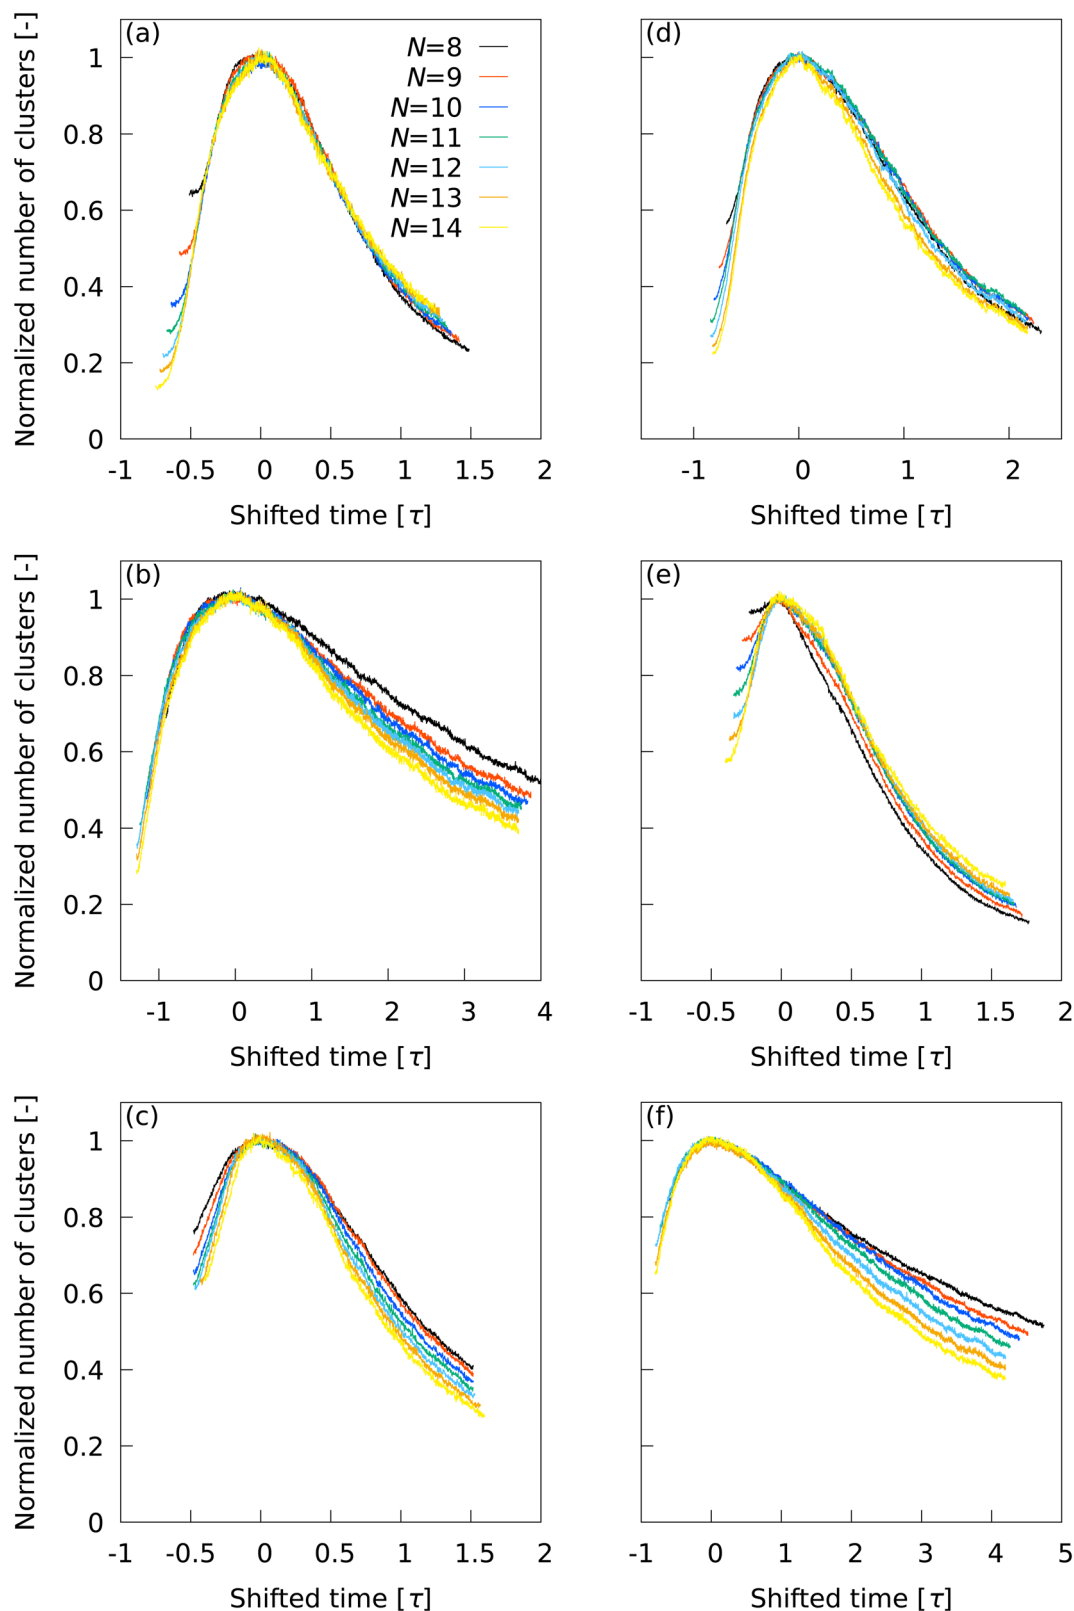 (a)
N=8
N=9
N=10
N=11
N=12
N=13
N=14
Normalized number of clusters [-]
1
0.8
0.6
0.4
0.2
0
-1 -0.5 0 0.5 1 1.5 2
Shifted time [τ]
(d)
-1 0 1 2
Shifted time [τ]
(b)
Normalized number of clusters [-]
1
0.8
0.6
0.4
0.2
0
-1 0 1 2 3 4
Shifted time [τ]
(e)
-1 -0.5 0 0.5 1 1.5 2
Shifted time [τ]
(c)
Normalized number of clusters [-]
1
0.8
0.6
0.4
0.2
0
-1 -0.5 0 0.5 1 1.5 2
Shifted time [τ]
(f)
-1 0 1 2 3 4 5
Shifted time [τ]